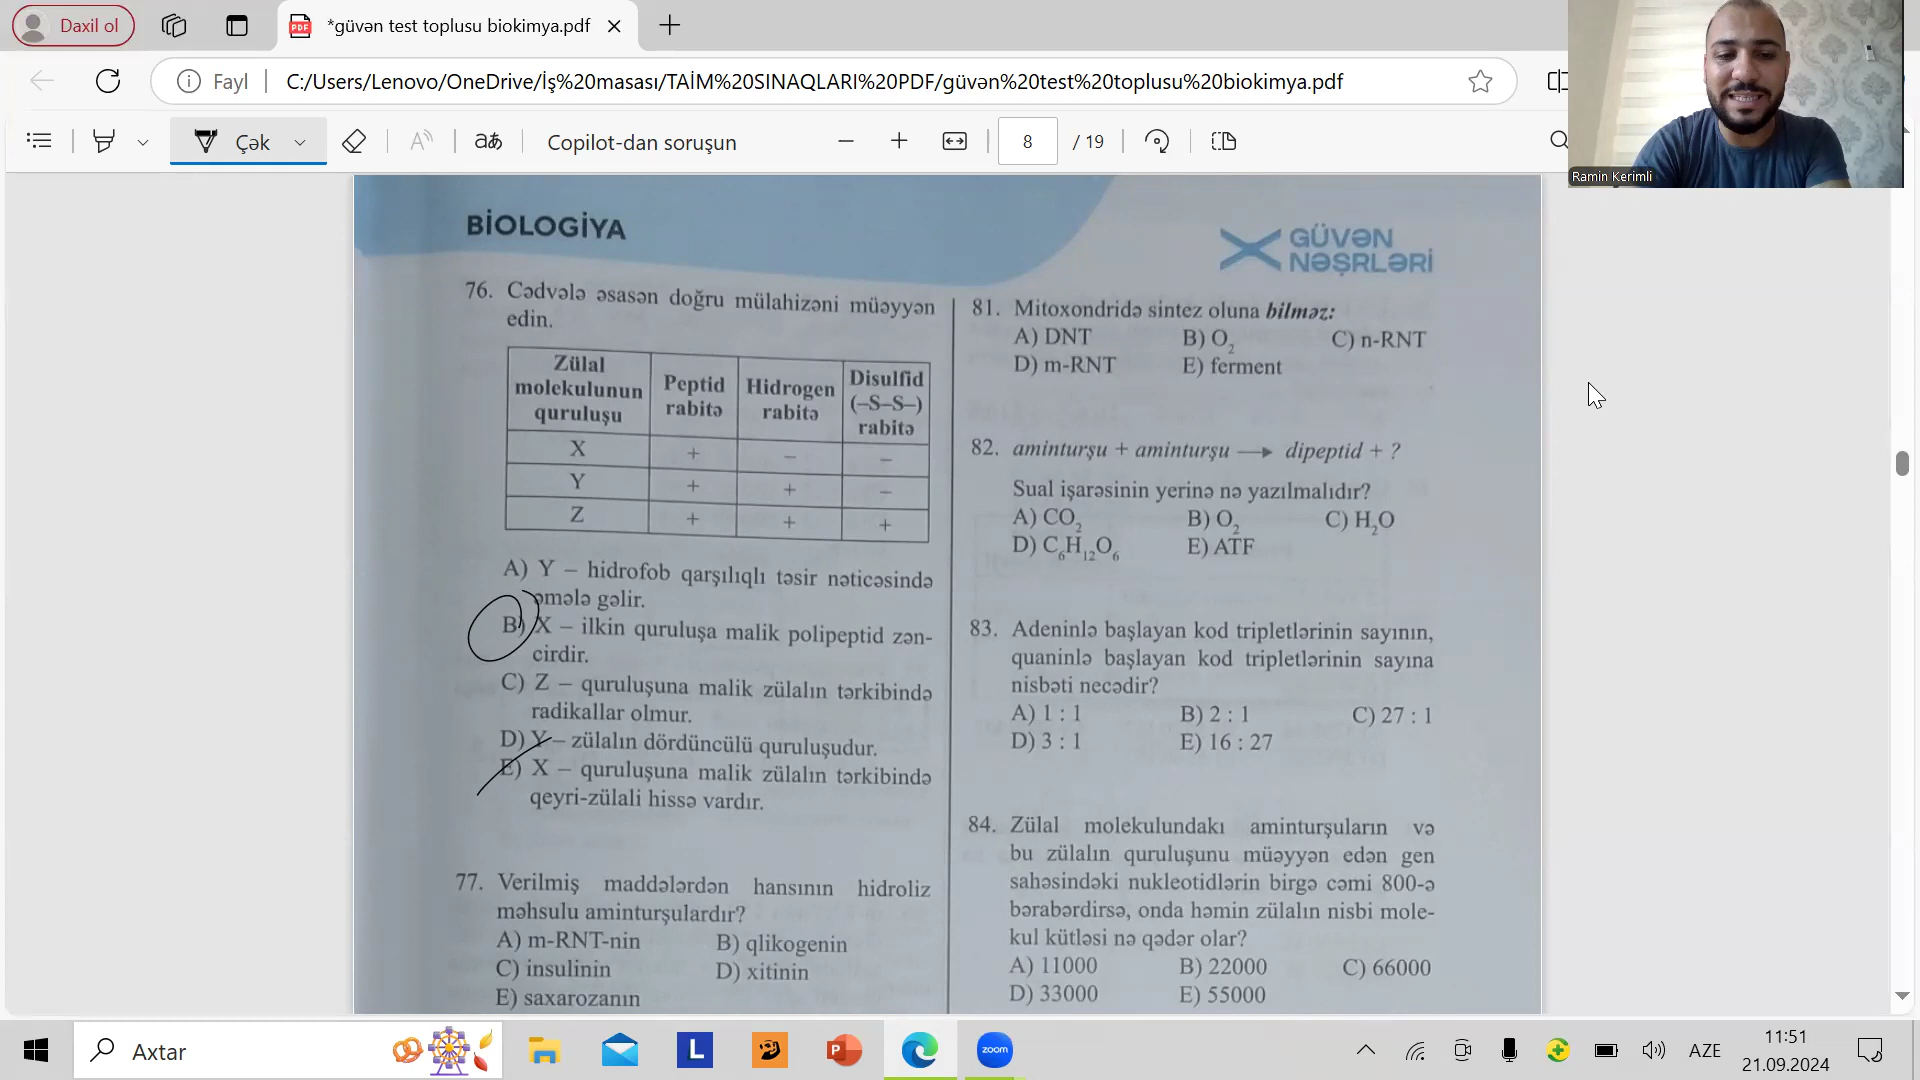 Daxil ol
*güvən test toplusu biokimya.pdf
Fayl
C:/Users/Lenovo/OneDrive/İş%20masası/TAİM%20SINAQLARI%20PDF/güvən%20test%20toplusu%20biokimya.pdf
Çək
Copilot-dan soruşun
8 / 19
Ramin Kerimli
BİOLOGİYA
GÜVƏN
NƏŞRLƏRİ
76. Cədvələ əsasən doğru mülahizəni müəyyən
edin.
Zülal molekulunun quruluşu | Peptid rabitə | Hidrogen rabitə | Disulfid (–S–S–) rabitə
X + – –
Y + + –
Z + + +
A) Y – hidrofob qarşılıqlı təsir nəticəsində
əmələ gəlir.
B) X – ilkin quruluşa malik polipeptid zən-
cirdir.
C) Z – quruluşuna malik zülalın tərkibində
radikallar olmur.
D) Y – zülalın dördüncülü quruluşudur.
E) X – quruluşuna malik zülalın tərkibində
qeyri-zülali hissə vardır.
77. Verilmiş maddələrdən hansının hidroliz
məhsulu aminturşulardır?
A) m-RNT-nin B) qlikogenin
C) insulinin D) xitinin
E) saxarozanın
81. Mitoxondridə sintez oluna bilməz:
A) DNT B) O₂ C) n-RNT
D) m-RNT E) ferment
82. aminturşu + aminturşu → dipeptid + ?
Sual işarəsinin yerinə nə yazılmalıdır?
A) CO₂ B) O₂ C) H₂O
D) C₆H₁₂O₆ E) ATF
83. Adeninlə başlayan kod tripletlərinin sayının,
quaninlə başlayan kod tripletlərinin sayına
nisbəti necədir?
A) 1 : 1 B) 2 : 1 C) 27 : 1
D) 3 : 1 E) 16 : 27
84. Zülal molekulundakı aminturşuların və
bu zülalın quruluşunu müəyyən edən gen
sahəsindəki nukleotidlərin birgə cəmi 800-ə
bərabərdirsə, onda həmin zülalın nisbi mole-
kul kütləsi nə qədər olar?
A) 11000 B) 22000 C) 66000
D) 33000 E) 55000
Axtar
L
P
zoom
AZE
11:51
21.09.2024